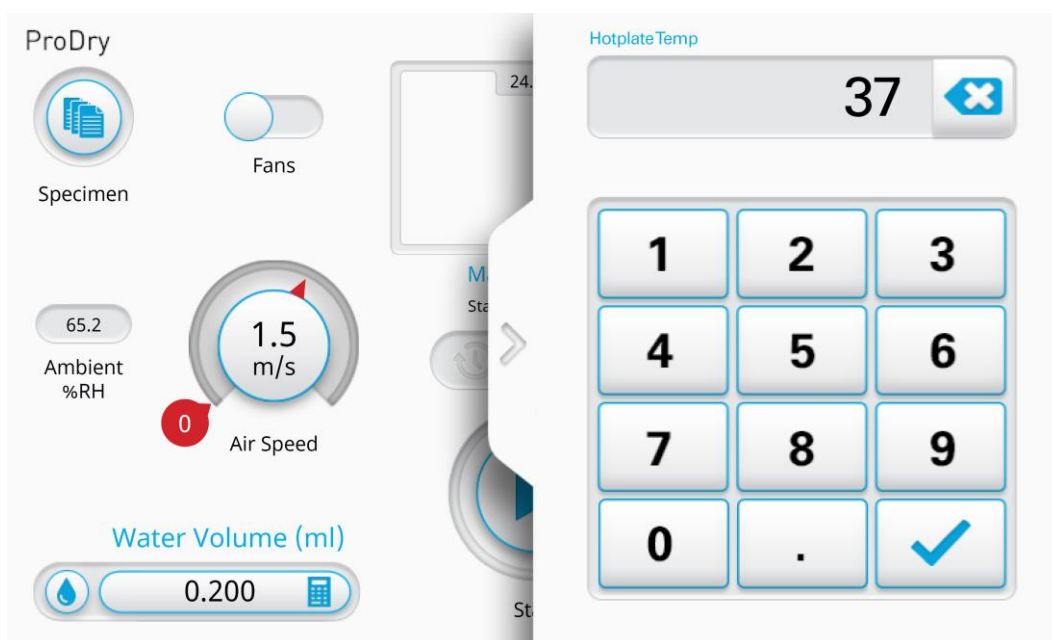 ProDry
Specimen
Fans
65.2
Ambient
%RH
1.5
m/s
0
Air Speed
Water Volume (ml)
0.200
24.
Hotplate Temp
37
1 2 3
4 5 6
7 8 9
0 .